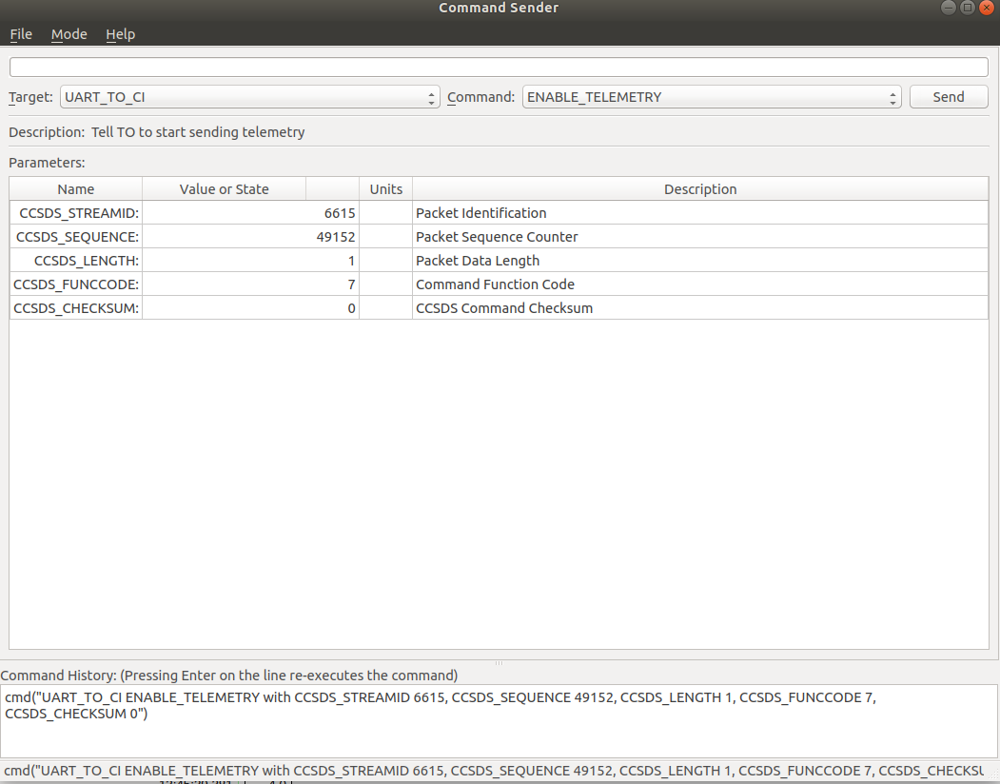 Command Sender
File Mode Help
Target: UART_TO_CI Command: ENABLE_TELEMETRY Send
Description: Tell TO to start sending telemetry
Parameters:
Name Value or State Units Description
CCSDS_STREAMID: 6615 Packet Identification
CCSDS_SEQUENCE: 49152 Packet Sequence Counter
CCSDS_LENGTH: 1 Packet Data Length
CCSDS_FUNCCODE: 7 Command Function Code
CCSDS_CHECKSUM: 0 CCSDS Command Checksum
Command History: (Pressing Enter on the line re-executes the command)
cmd("UART_TO_CI ENABLE_TELEMETRY with CCSDS_STREAMID 6615, CCSDS_SEQUENCE 49152, CCSDS_LENGTH 1, CCSDS_FUNCCODE 7,
CCSDS_CHECKSUM 0")
cmd("UART_TO_CI ENABLE_TELEMETRY with CCSDS_STREAMID 6615, CCSDS_SEQUENCE 49152, CCSDS_LENGTH 1, CCSDS_FUNCCODE 7, CCSDS_CHECKSU